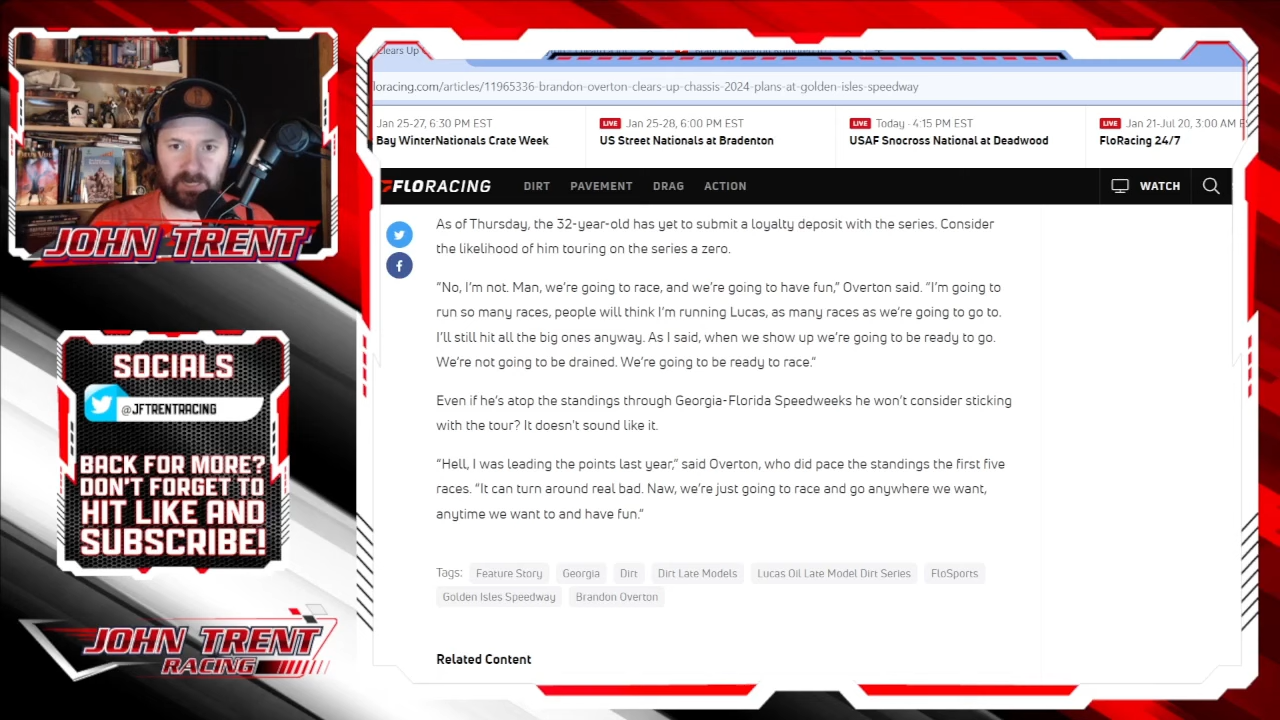 JOHN TRENT
SOCIALS
@JFTRENTRACING
BACK FOR MORE?
DON'T FORGET TO
HIT LIKE AND
SUBSCRIBE!
JOHN TRENT
RACING
Clears Up
loracing.com/articles/11965336-brandon-overton-clears-up-chassis-2024-plans-at-golden-isles-speedway
Jan 25-27, 6:30 PM EST
Bay WinterNationals Crate Week
LIVE Jan 25-28, 6:00 PM EST
US Street Nationals at Bradenton
LIVE Today - 4:15 PM EST
USAF Snocross National at Deadwood
LIVE Jan 21-Jul 20, 3:00 AM
FloRacing 24/7
FLORACING DIRT PAVEMENT DRAG ACTION WATCH
As of Thursday, the 32-year-old has yet to submit a loyalty deposit with the series. Consider
the likelihood of him touring on the series a zero.
“No, I’m not. Man, we’re going to race, and we’re going to have fun,” Overton said. “I’m going to
run so many races, people will think I’m running Lucas, as many races as we’re going to go to.
I’ll still hit all the big ones anyway. As I said, when we show up we’re going to be ready to go.
We’re not going to be drained. We’re going to be ready to race.”
Even if he’s atop the standings through Georgia-Florida Speedweeks he won’t consider sticking
with the tour? It doesn’t sound like it.
“Hell, I was leading the points last year,” said Overton, who did pace the standings the first five
races. “It can turn around real bad. Naw, we’re just going to race and go anywhere we want,
anytime we want to and have fun.”
Tags: Feature Story Georgia Dirt Dirt Late Models Lucas Oil Late Model Dirt Series FloSports
Golden Isles Speedway Brandon Overton
Related Content